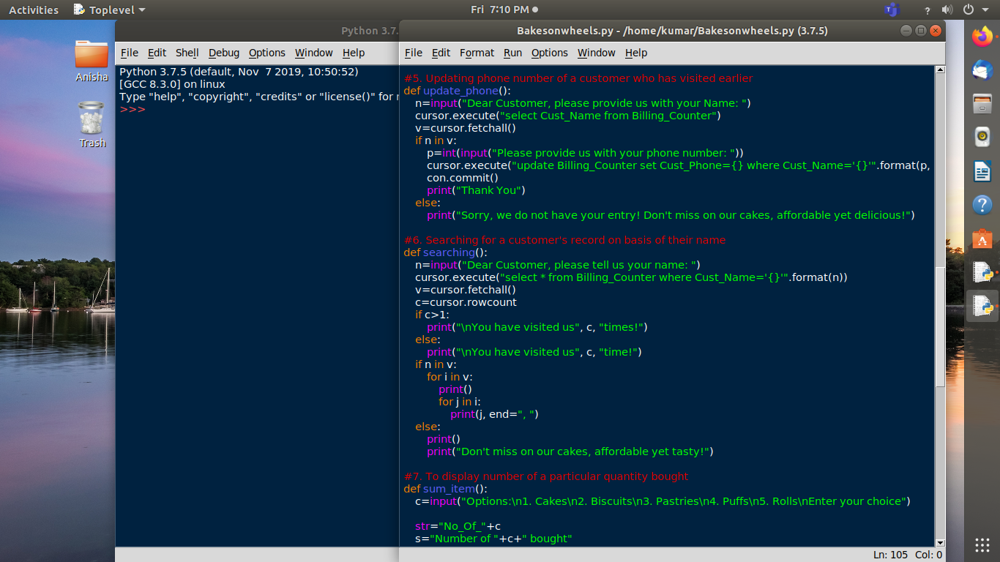 Activities
Toplevel
Fri 7:10 PM
?
Anisha
Trash
Python 3.7.
File Edit Shell Debug Options Window Help
Python 3.7.5 (default, Nov  7 2019, 10:50:52)
[GCC 8.3.0] on linux
Type "help", "copyright", "credits" or "license()" for
>>>
Bakesonwheels.py - /home/kumar/Bakesonwheels.py (3.7.5)
File Edit Format Run Options Window Help
#5. Updating phone number of a customer who has visited earlier
def update_phone():
    n=input("Dear Customer, please provide us with your Name: ")
    cursor.execute("select Cust_Name from Billing_Counter")
    v=cursor.fetchall()
    if n in v:
        p=int(input("Please provide us with your phone number: "))
        cursor.execute("update Billing_Counter set Cust_Phone={} where Cust_Name='{}'".format(p,
        con.commit()
        print("Thank You")
    else:
        print("Sorry, we do not have your entry! Don't miss on our cakes, affordable yet delicious!")
#6. Searching for a customer's record on basis of their name
def searching():
    n=input("Dear Customer, please tell us your name: ")
    cursor.execute("select * from Billing_Counter where Cust_Name='{}'".format(n))
    v=cursor.fetchall()
    c=cursor.rowcount
    if c>1:
        print("\nYou have visited us", c, "times!")
    else:
        print("\nYou have visited us", c, "time!")
    if n in v:
        for i in v:
            print()
            for j in i:
                print(j, end=", ")
    else:
        print()
        print("Don't miss on our cakes, affordable yet tasty!")
#7. To display number of a particular quantity bought
def sum_item():
    c=input("Options:\n1. Cakes\n2. Biscuits\n3. Pastries\n4. Puffs\n5. Rolls\nEnter your choice")
    str="No_Of_"+c
    s="Number of "+c+" bought"
Ln: 105 Col: 0